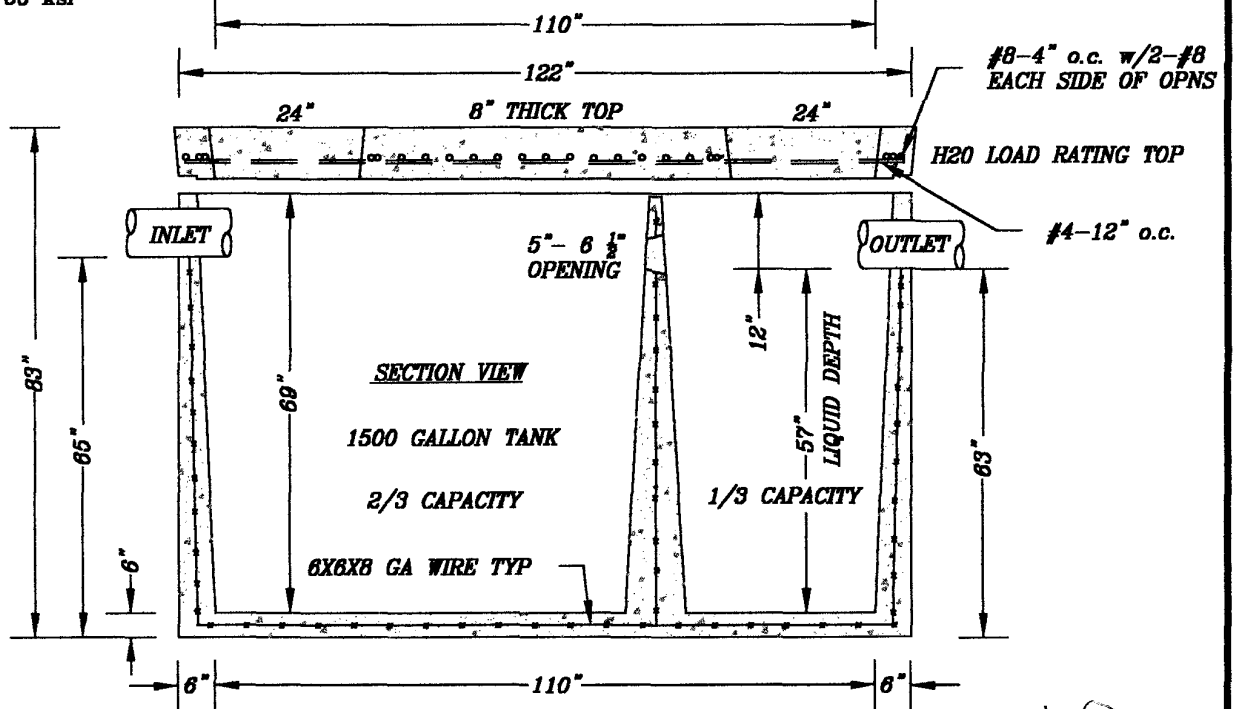 110"
122"
#8-4" o.c. w/2-#8
EACH SIDE OF OPNS
24"
8" THICK TOP
24"
H20 LOAD RATING TOP
#4-12" o.c.
INLET
OUTLET
5"- 6 1/2"
OPENING
12"
83"
65"
69"
SECTION VIEW
1500 GALLON TANK
2/3 CAPACITY
1/3 CAPACITY
57"
LIQUID DEPTH
63"
6X6X8 GA WIRE TYP
6"
6"
110"
6"